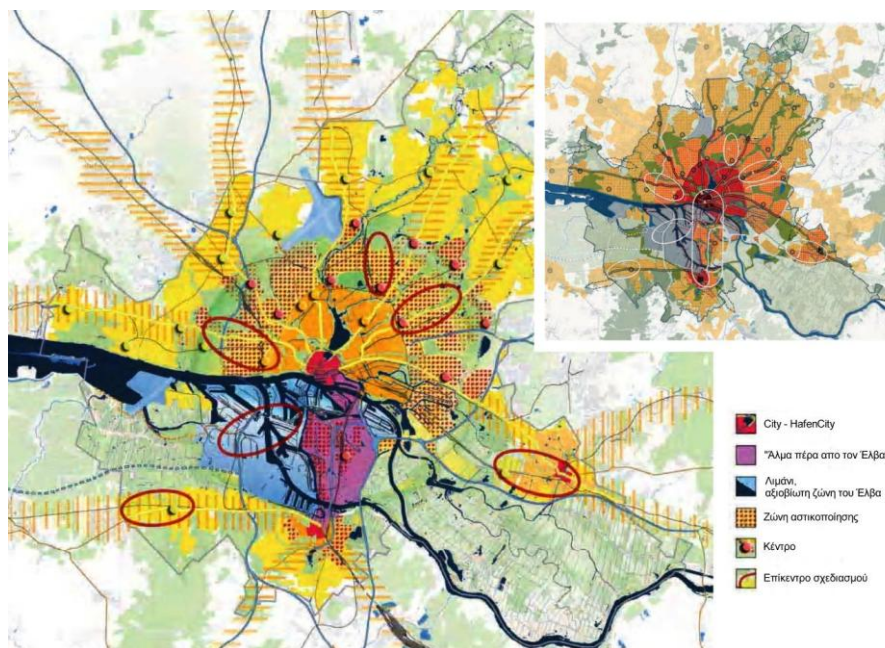 City - HafenCity
"Άλμα πέρα απο τον Έλβα
Λιμάνι,
αξιοβίωτη ζώνη του Έλβα
Ζώνη αστικοποίησης
Κέντρο
Επίκεντρο σχεδιασμού